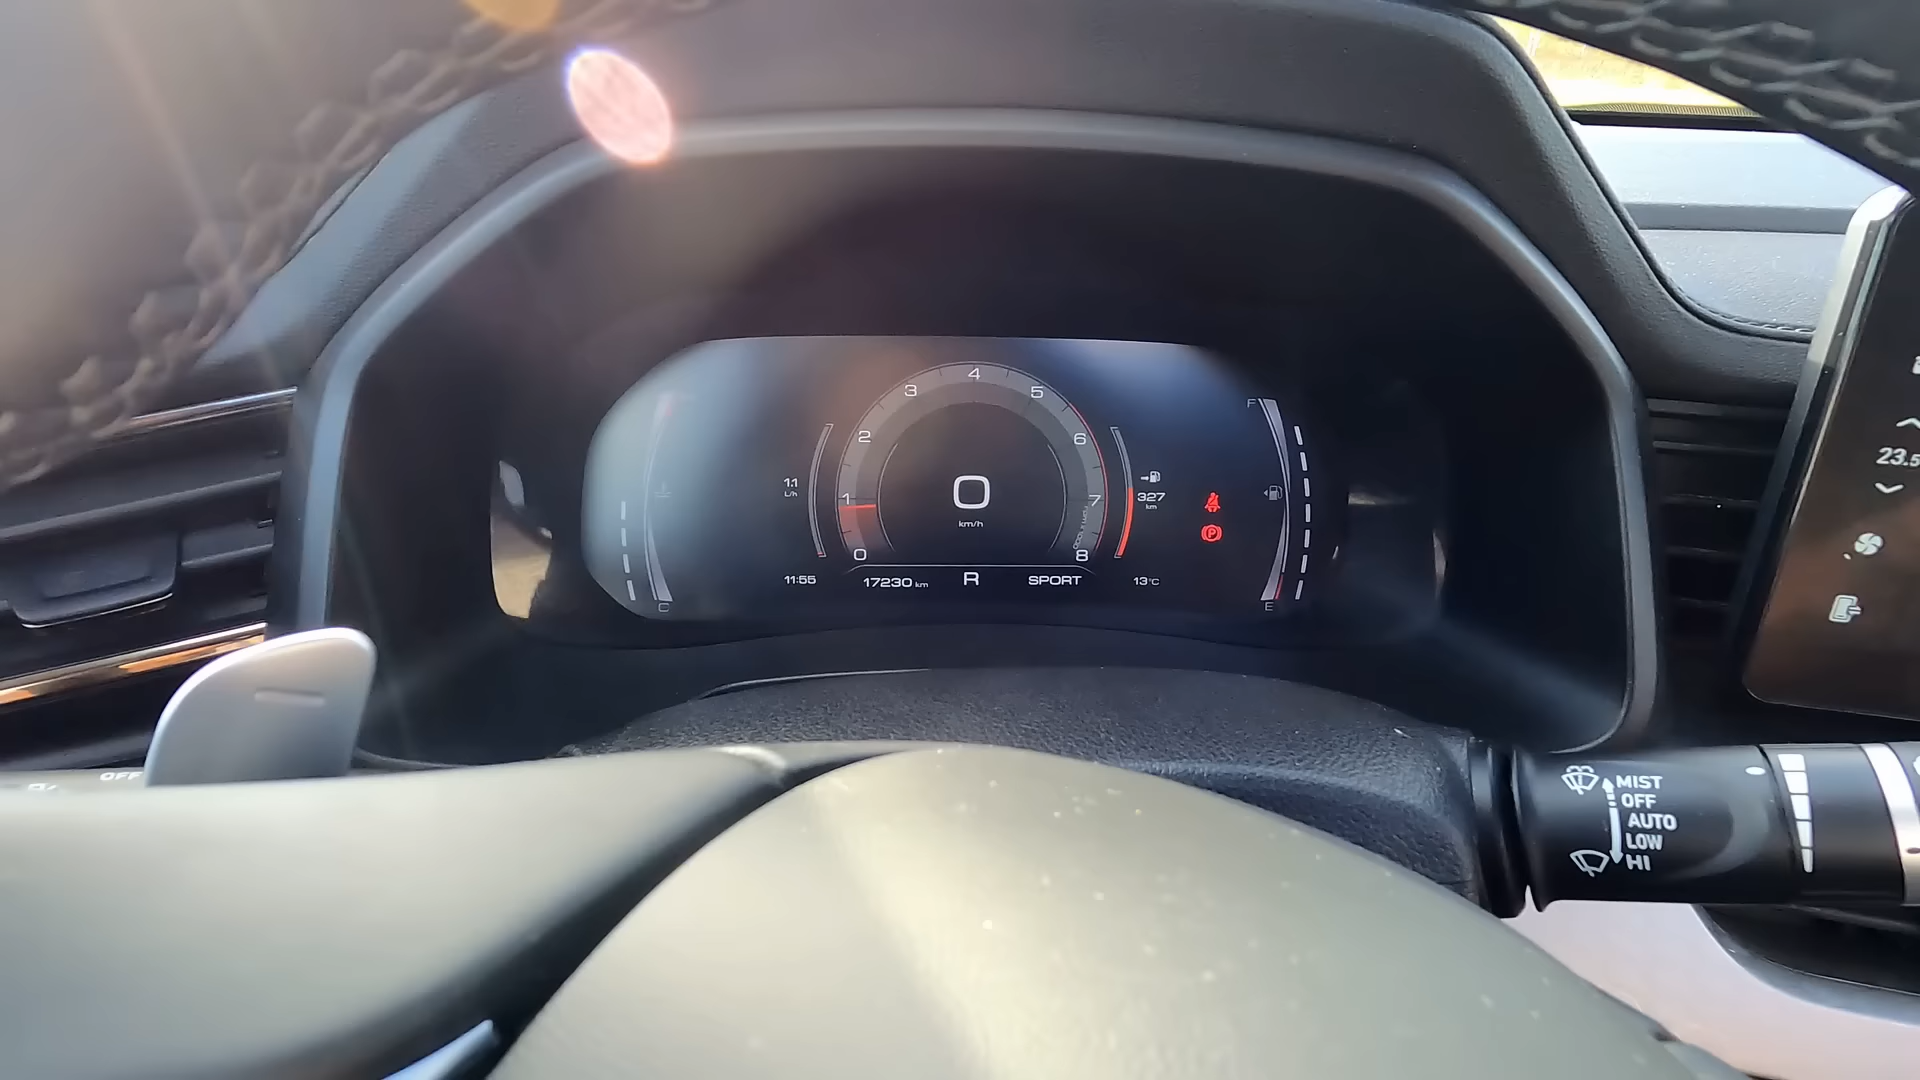 4
3 5
F
2 6
1.1
L/h
1 7
0
km/h
327
km
P
0 8
11:55
17230 km
R
SPORT
13°C
C
E
23.5
OFF
MIST
OFF
AUTO
LOW
HI